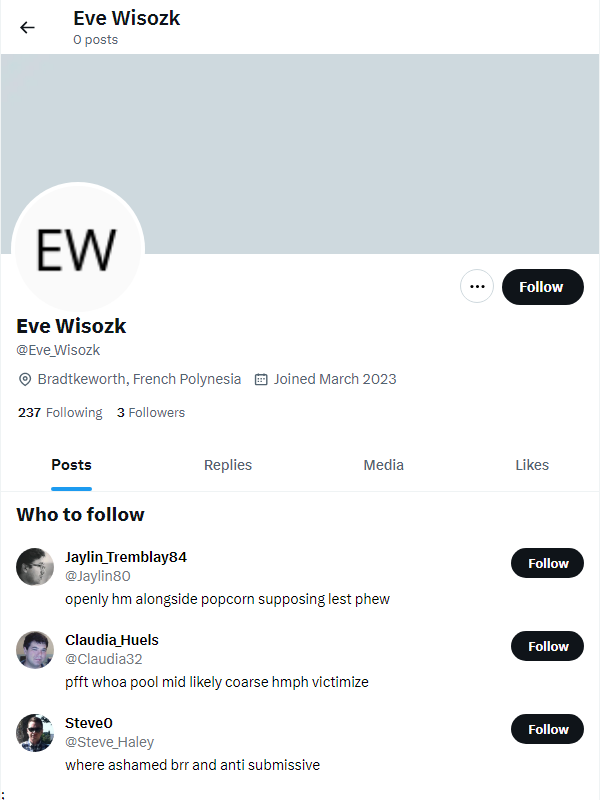 Eve Wisozk
0 posts
EW
Follow
Eve Wisozk
@Eve_Wisozk
Bradtkeworth, French Polynesia Joined March 2023
237 Following 3 Followers
Posts Replies Media Likes
Who to follow
Jaylin_Tremblay84
@Jaylin80
Follow
openly hm alongside popcorn supposing lest phew
Claudia_Huels
@Claudia32
Follow
pfft whoa pool mid likely coarse hmph victimize
Steve0
@Steve_Haley
Follow
where ashamed brr and anti submissive
;